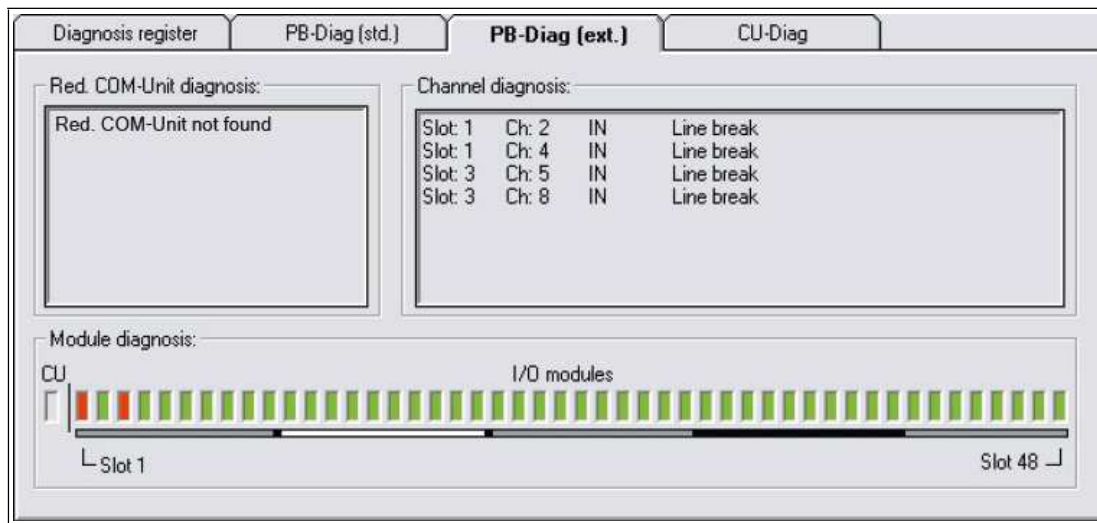 Diagnosis register PB-Diag (std.) PB-Diag (ext.) CU-Diag
Red. COM-Unit diagnosis:
Red. COM-Unit not found
Channel diagnosis:
Slot: 1 Ch: 2 IN Line break
Slot: 1 Ch: 4 IN Line break
Slot: 3 Ch: 5 IN Line break
Slot: 3 Ch: 8 IN Line break
Module diagnosis:
CU I/O modules
Slot 1 Slot 48